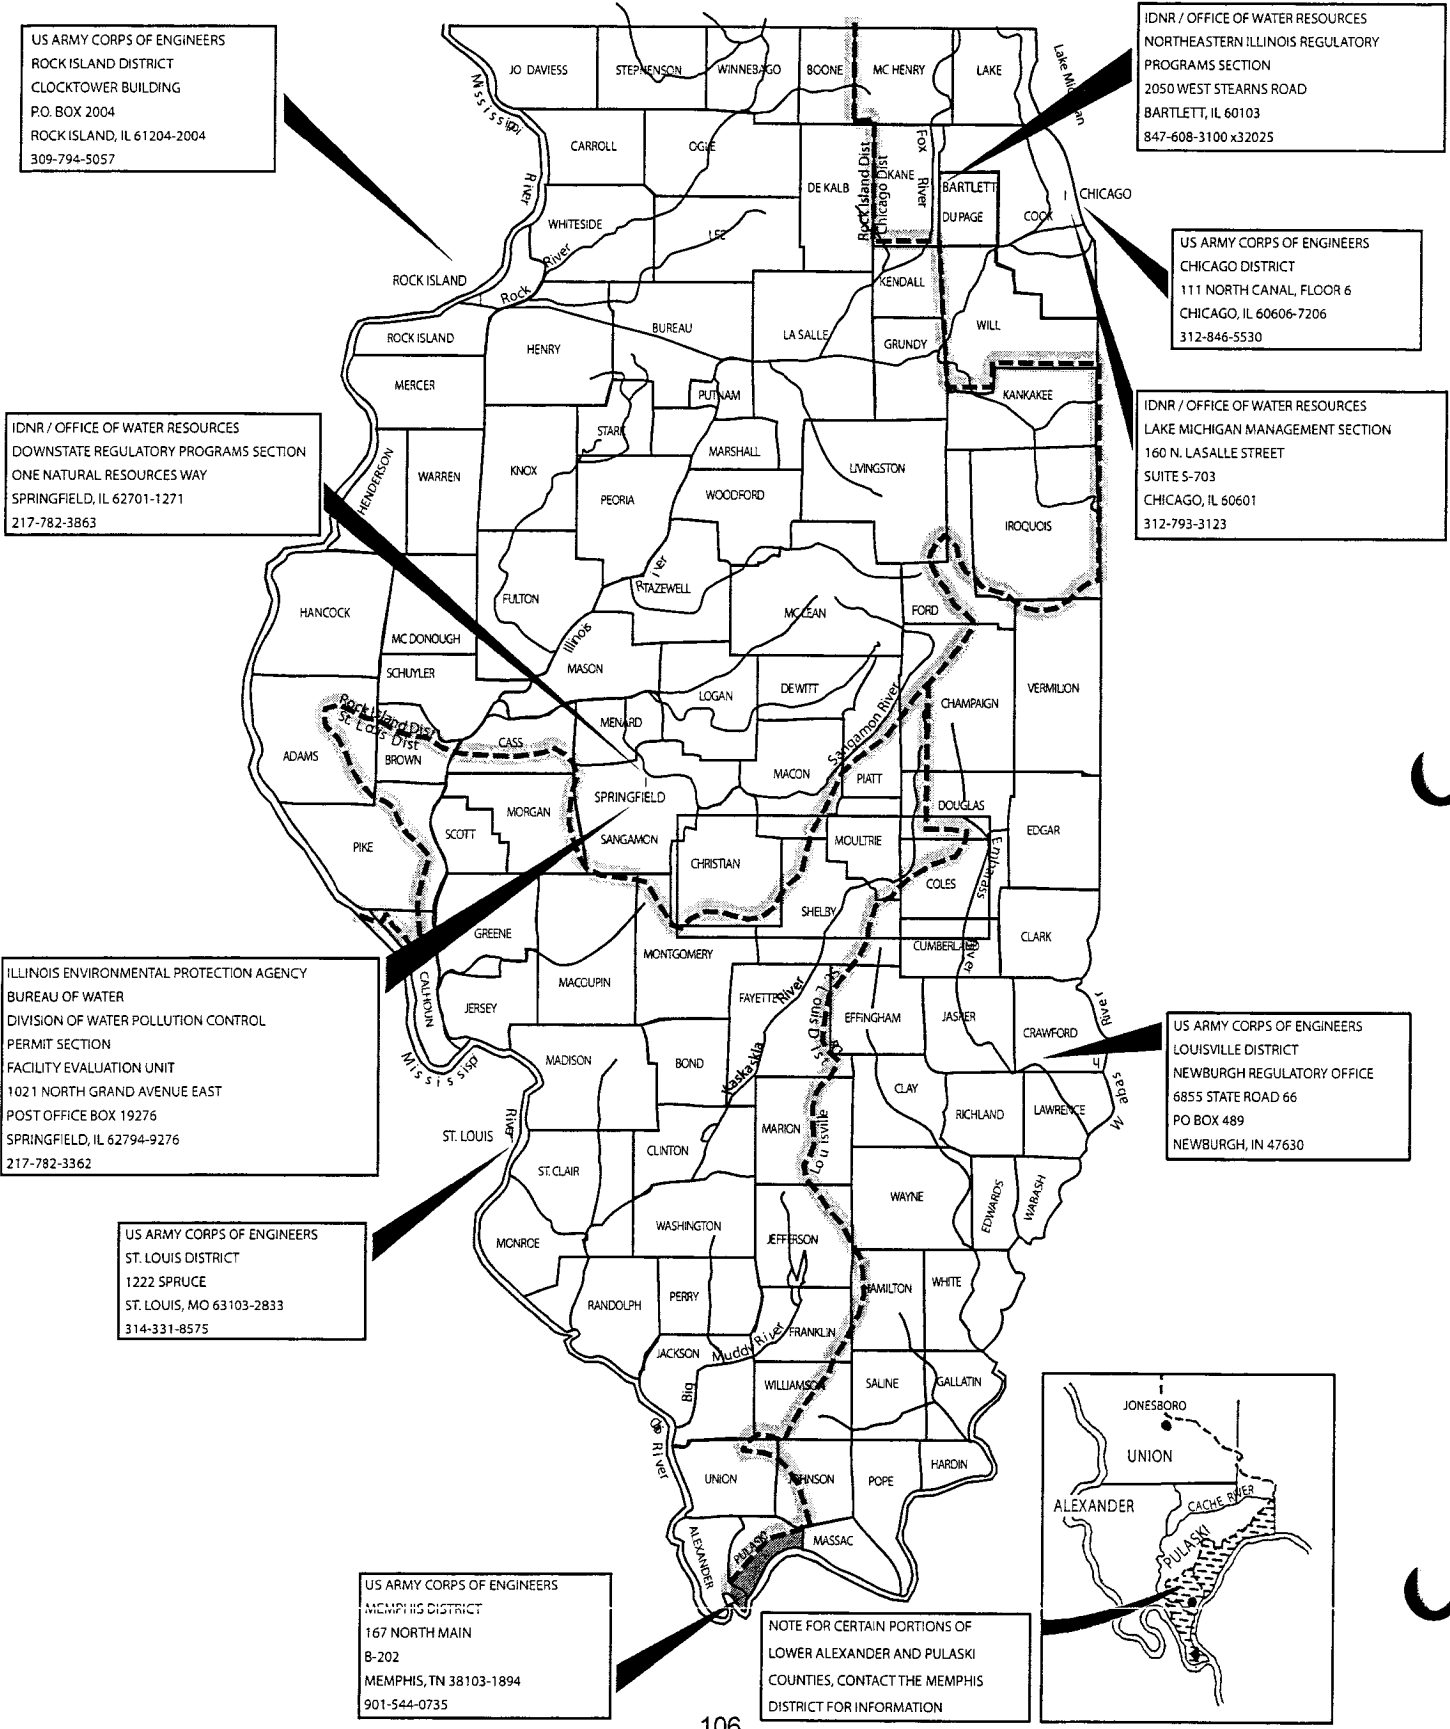 US ARMY CORPS OF ENGINEERS
ROCK ISLAND DISTRICT
CLOCKTOWER BUILDING
P.O. BOX 2004
ROCK ISLAND, IL 61204-2004
309-794-5057
IDNR / OFFICE OF WATER RESOURCES
NORTHEASTERN ILLINOIS REGULATORY
PROGRAMS SECTION
2050 WEST STEARNS ROAD
BARTLETT, IL 60103
847-608-3100 x32025
US ARMY CORPS OF ENGINEERS
CHICAGO DISTRICT
111 NORTH CANAL, FLOOR 6
CHICAGO, IL 60606-7206
312-846-5530
IDNR / OFFICE OF WATER RESOURCES
LAKE MICHIGAN MANAGEMENT SECTION
160 N. LASALLE STREET
SUITE S-703
CHICAGO, IL 60601
312-793-3123
IDNR / OFFICE OF WATER RESOURCES
DOWNSTATE REGULATORY PROGRAMS SECTION
ONE NATURAL RESOURCES WAY
SPRINGFIELD, IL 62701-1271
217-782-3863
ILLINOIS ENVIRONMENTAL PROTECTION AGENCY
BUREAU OF WATER
DIVISION OF WATER POLLUTION CONTROL
PERMIT SECTION
FACILITY EVALUATION UNIT
1021 NORTH GRAND AVENUE EAST
POST OFFICE BOX 19276
SPRINGFIELD, IL 62794-9276
217-782-3362
US ARMY CORPS OF ENGINEERS
LOUISVILLE DISTRICT
NEWBURGH REGULATORY OFFICE
6855 STATE ROAD 66
PO BOX 489
NEWBURGH, IN 47630
US ARMY CORPS OF ENGINEERS
ST. LOUIS DISTRICT
1222 SPRUCE
ST. LOUIS, MO 63103-2833
314-331-8575
US ARMY CORPS OF ENGINEERS
MEMPHIS DISTRICT
167 NORTH MAIN
B-202
MEMPHIS, TN 38103-1894
901-544-0735
NOTE FOR CERTAIN PORTIONS OF
LOWER ALEXANDER AND PULASKI
COUNTIES, CONTACT THE MEMPHIS
DISTRICT FOR INFORMATION
JO DAVIESS
STEPHENSON
WINNEBAGO
BOONE
MC HENRY
LAKE
Mississippi
River
CARROLL
OGLE
DE KALB
KANE
Fox
River
Rock Island Dist
Chicago Dist
BARTLETT
DU PAGE
COOK
CHICAGO
WHITESIDE
LEE
River
Rock
ROCK ISLAND
KENDALL
ROCK ISLAND
HENRY
BUREAU
LA SALLE
GRUNDY
WILL
MERCER
PUTNAM
KANKAKEE
STARK
MARSHALL
HENDERSON
WARREN
KNOX
PEORIA
WOODFORD
LIVINGSTON
IROQUOIS
HANCOCK
MC DONOUGH
FULTON
River
TAZEWELL
MC LEAN
FORD
Illinois
SCHUYLER
MASON
LOGAN
DE WITT
CHAMPAIGN
VERMILION
Rock Island Dist
St. Louis Dist
ADAMS
BROWN
CASS
MENARD
Sangamon River
MACON
PIATT
SPRINGFIELD
MORGAN
SCOTT
PIKE
SANGAMON
CHRISTIAN
MOULTRIE
DOUGLAS
EDGAR
COLES
Embarass
SHELBY
GREENE
MONTGOMERY
CUMBERLAND
River
CLARK
CALHOUN
JERSEY
MACOUPIN
FAYETTE
River
EFFINGHAM
JASPER
CRAWFORD
River
MADISON
BOND
Kaskaskia
CLAY
RICHLAND
LAWRENCE
ST. LOUIS
River
ST. CLAIR
CLINTON
MARION
Louisville
WAYNE
EDWARDS
WABASH
MONROE
WASHINGTON
JEFFERSON
RANDOLPH
PERRY
HAMILTON
WHITE
FRANKLIN
Muddy River
JACKSON
Big
WILLIAMSON
SALINE
GALLATIN
River
UNION
JOHNSON
POPE
HARDIN
ALEXANDER
PULASKI
MASSAC
JONESBORO
UNION
ALEXANDER
CACHE RIVER
PULASKI
106